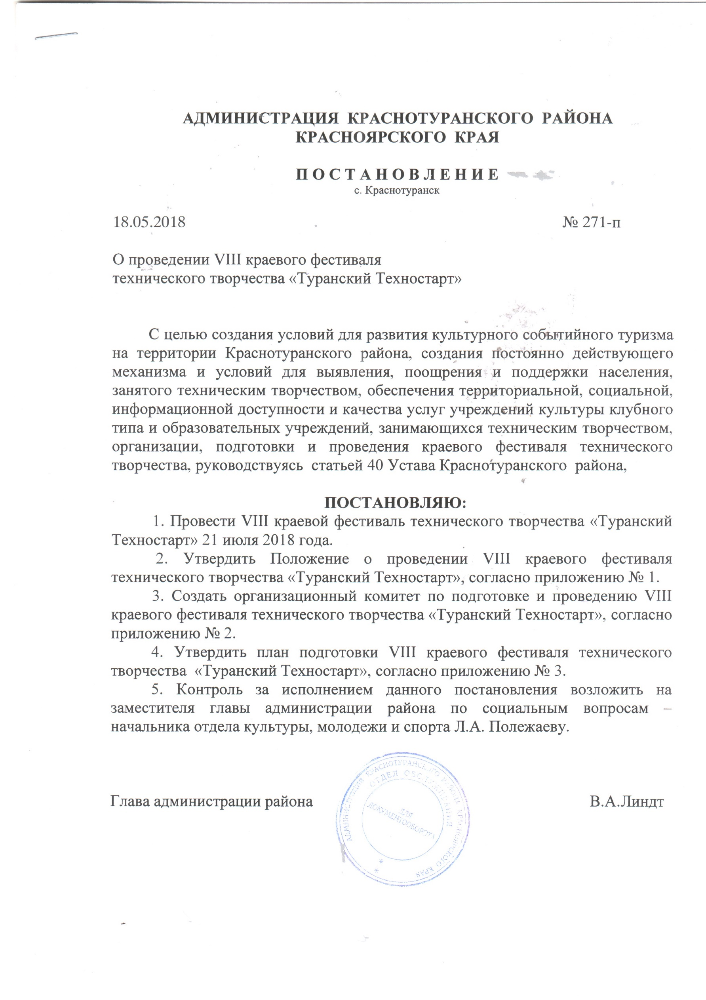 АДМИНИСТРАЦИЯ КРАСНОТУРАНСКОГО РАЙОНА
КРАСНОЯРСКОГО КРАЯ
П О С Т А Н О В Л Е Н И Е
с. Краснотуранск
18.05.2018 № 271-п
О проведении VIII краевого фестиваля
технического творчества «Туранский Техностарт»
С целью создания условий для развития культурного событийного туризма
на территории Краснотуранского района, создания постоянно действующего
механизма и условий для выявления, поощрения и поддержки населения,
занятого техническим творчеством, обеспечения территориальной, социальной,
информационной доступности и качества услуг учреждений культуры клубного
типа и образовательных учреждений, занимающихся техническим творчеством,
организации, подготовки и проведения краевого фестиваля технического
творчества, руководствуясь статьей 40 Устава Краснотуранского района,
ПОСТАНОВЛЯЮ:
1. Провести VIII краевой фестиваль технического творчества «Туранский
Техностарт» 21 июля 2018 года.
2. Утвердить Положение о проведении VIII краевого фестиваля
технического творчества «Туранский Техностарт», согласно приложению № 1.
3. Создать организационный комитет по подготовке и проведению VIII
краевого фестиваля технического творчества «Туранский Техностарт», согласно
приложению № 2.
4. Утвердить план подготовки VIII краевого фестиваля технического
творчества «Туранский Техностарт», согласно приложению № 3.
5. Контроль за исполнением данного постановления возложить на
заместителя главы администрации района по социальным вопросам –
начальника отдела культуры, молодежи и спорта Л.А. Полежаеву.
Глава администрации района В.А.Линдт
АДМИНИСТРАЦИЯ КРАСНОТУРАНСКОГО РАЙОНА КРАСНОЯРСКОГО КРАЯ
ОТДЕЛ ОБСЛУЖИВАНИЯ
ДЛЯ
ДОКУМЕНТООБОРОТА